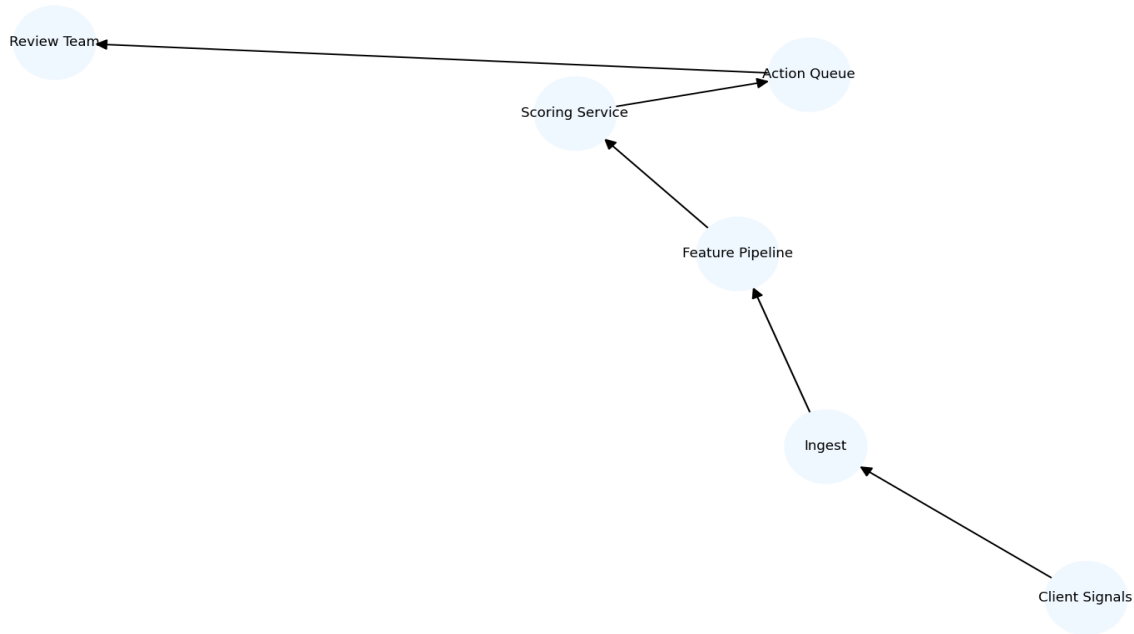 Review Team
Action Queue
Scoring Service
Feature Pipeline
Ingest
Client Signals